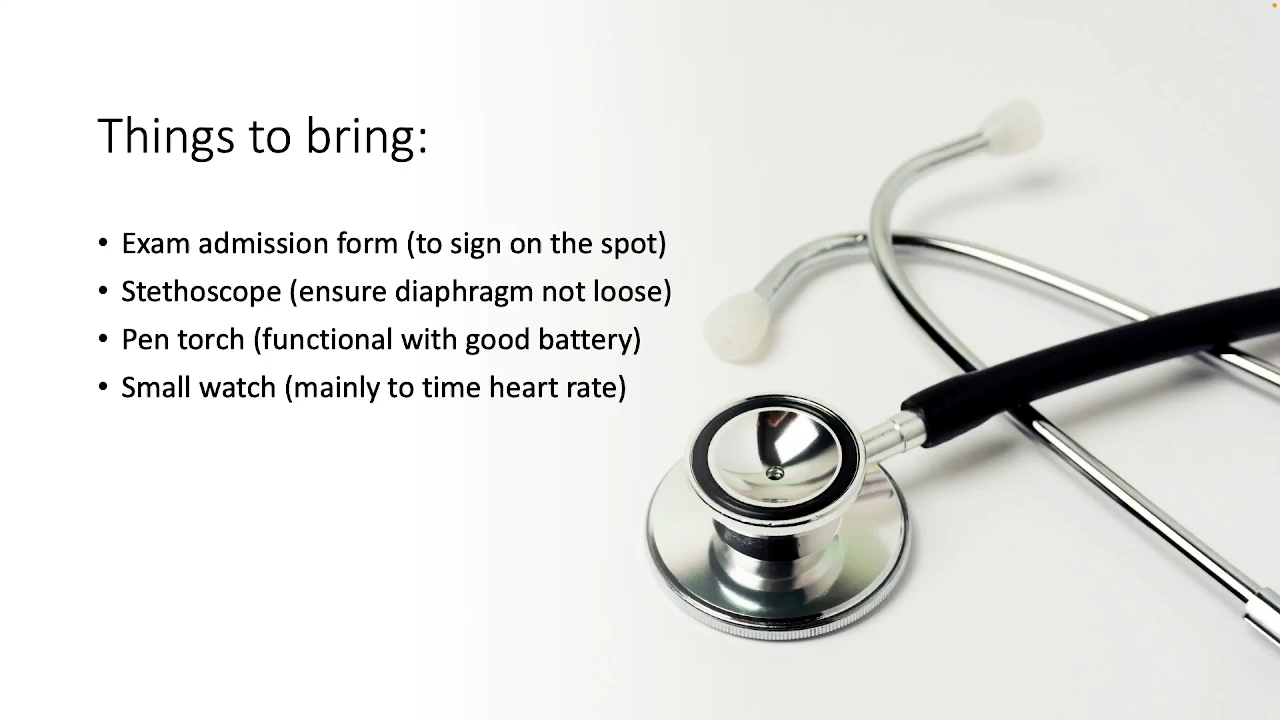 Things to bring:
• Exam admission form (to sign on the spot)
• Stethoscope (ensure diaphragm not loose)
• Pen torch (functional with good battery)
• Small watch (mainly to time heart rate)